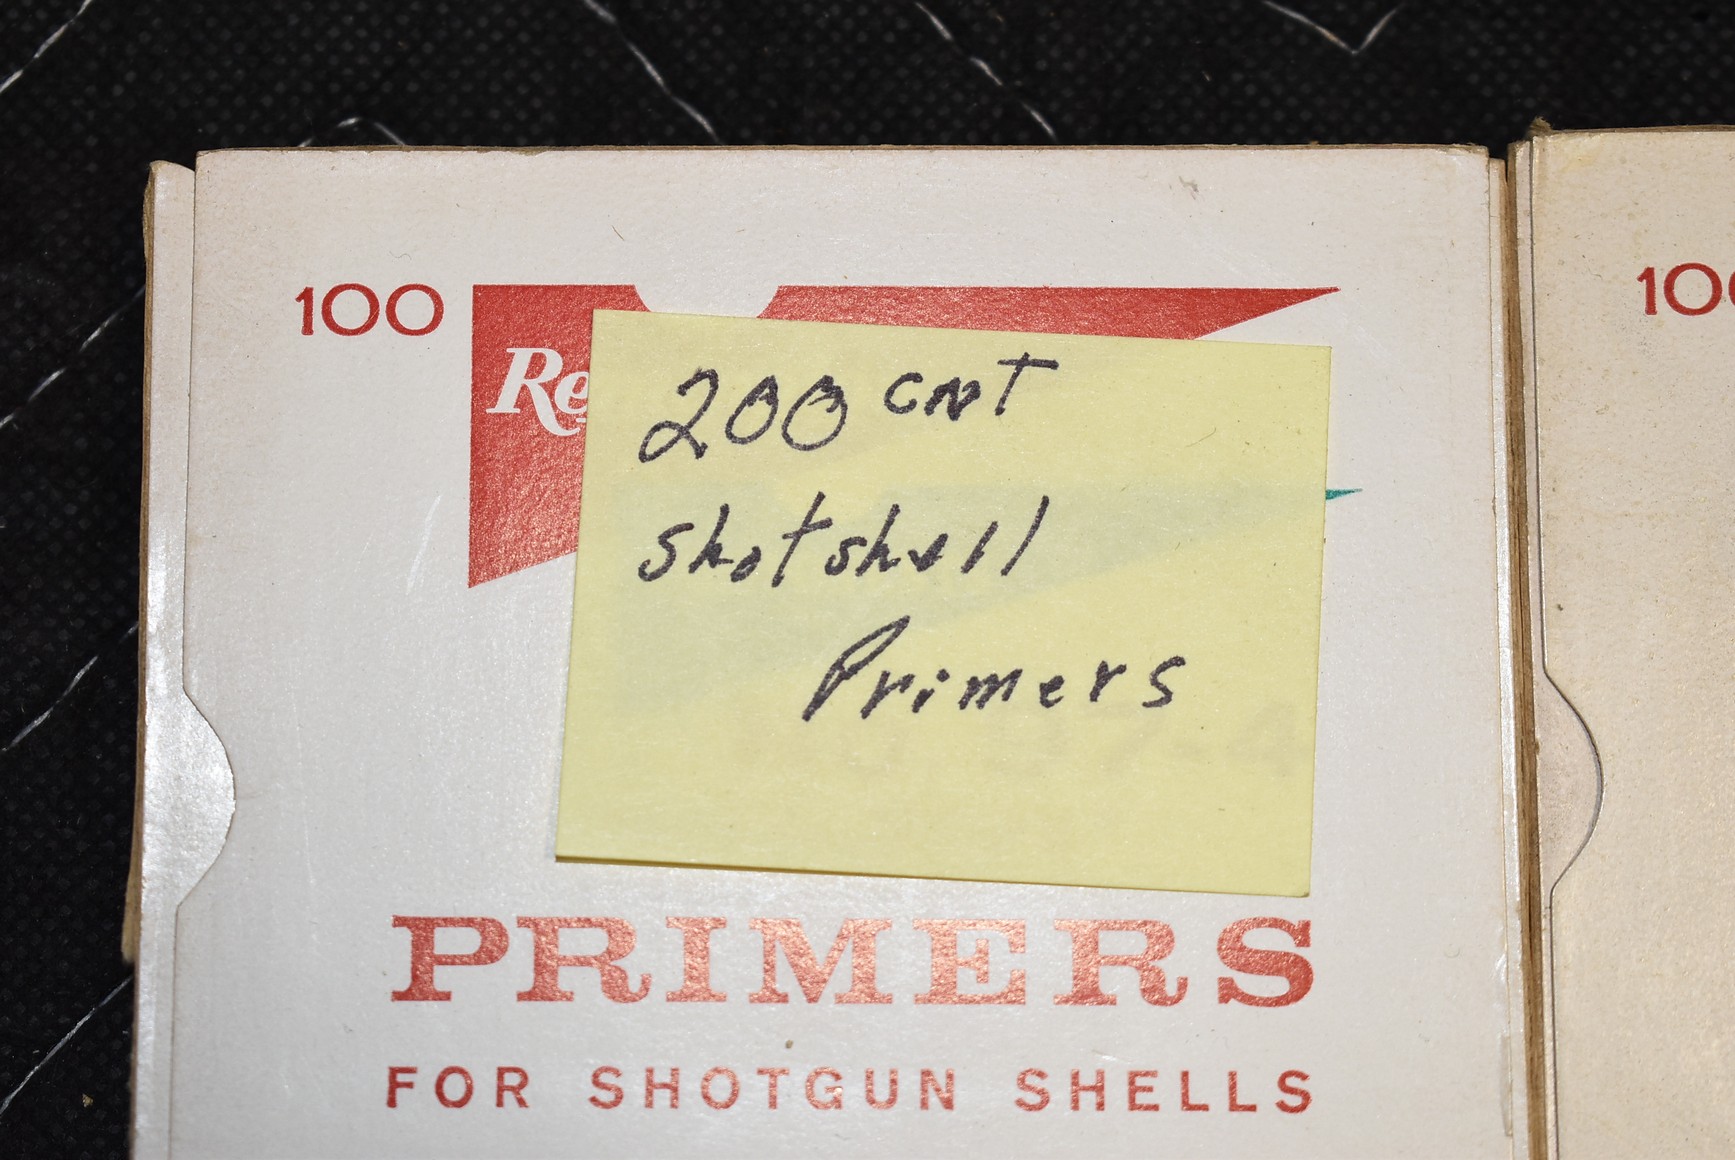 100
Re
200 CNT
shotshell
Primers
PRIMERS
FOR SHOTGUN SHELLS
10